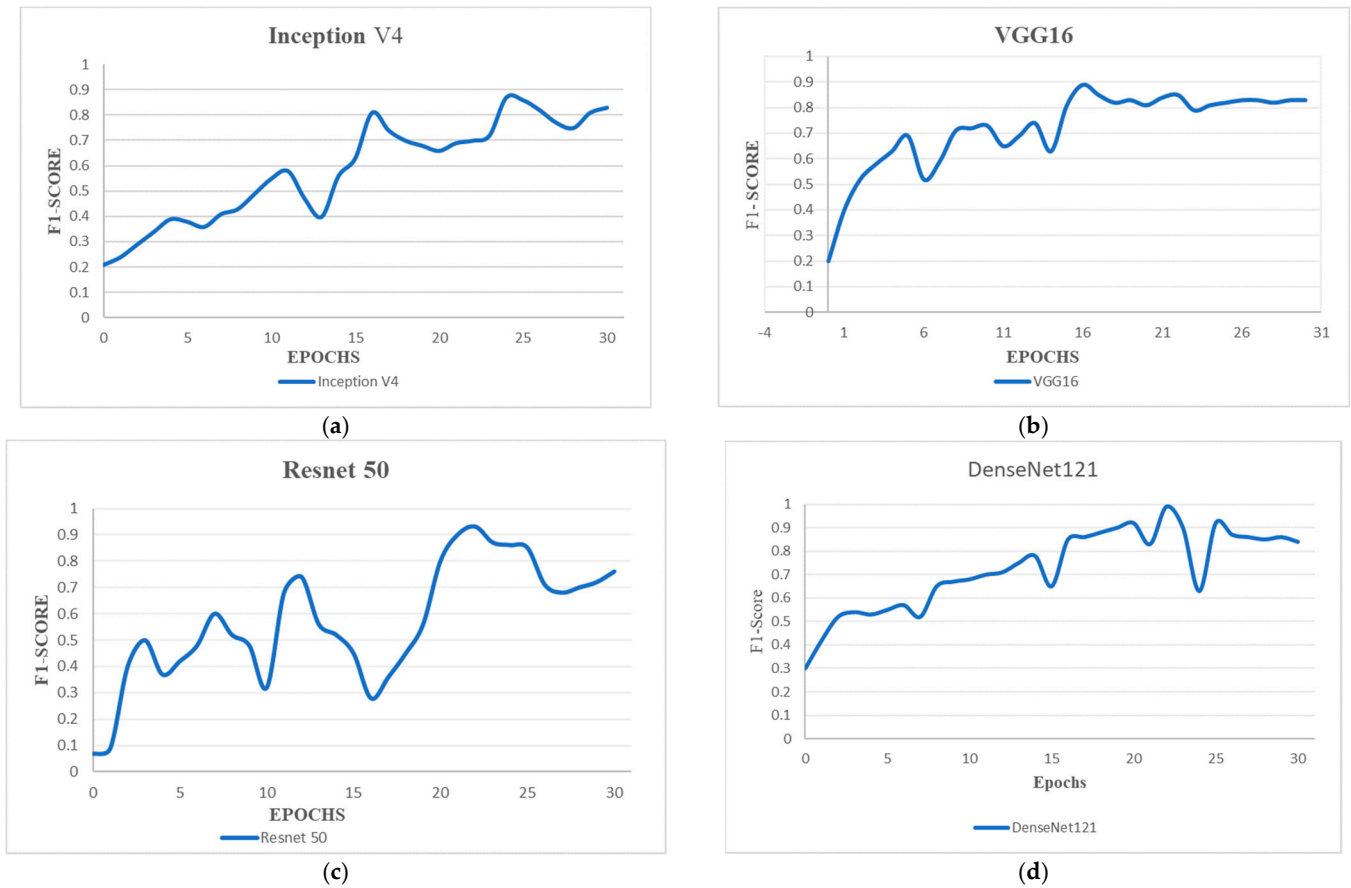 Inception V4
1
0.9
0.8
0.7
0.6
0.5
0.4
0.3
0.2
0.1
0
F1-SCORE
0 5 10 15 20 25 30
EPOCHS
Inception V4
(a)
VGG16
1
0.9
0.8
0.7
0.6
0.5
0.4
0.3
0.2
0.1
0
F1- SCORE
-4 1 6 11 16 21 26 31
EPOCHS
VGG16
(b)
Resnet 50
1
0.9
0.8
0.7
0.6
0.5
0.4
0.3
0.2
0.1
0
F1-SCORE
0 5 10 15 20 25 30
EPOCHS
Resnet 50
(c)
DenseNet121
1
0.9
0.8
0.7
0.6
0.5
0.4
0.3
0.2
0.1
0
F1-Score
0 5 10 15 20 25 30
Epochs
DenseNet121
(d)